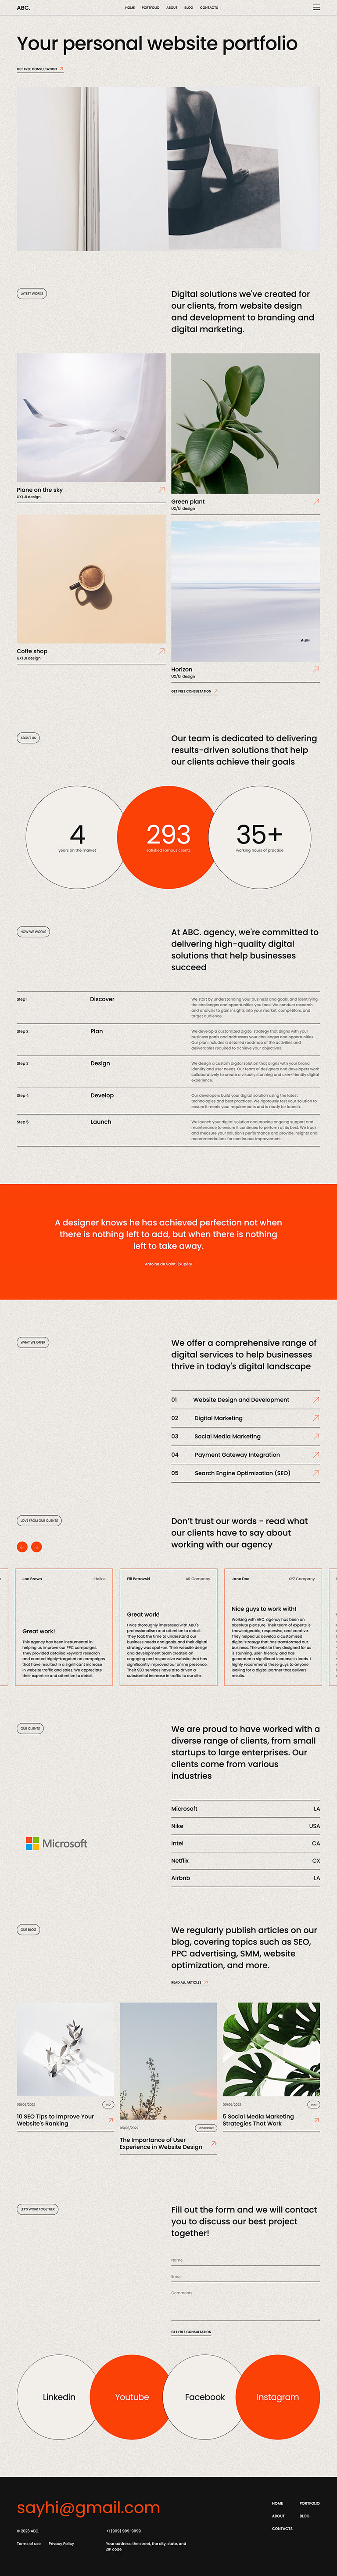 ABC.
HOME PORTFOLIO ABOUT BLOG CONTACTS
Your personal website portfolio
GET FREE CONSULTATION
LATEST WORKS
Digital solutions we've created for
our clients, from website design
and development to branding and
digital marketing.
Plane on the sky
UX/UI design
Green plant
UX/UI design
Coffe shop
UX/UI design
Horizon
UX/UI design
GET FREE CONSULTATION
ABOUT US
Our team is dedicated to delivering
results-driven solutions that help
our clients achieve their goals
4
years on the market
293
satisfied famous clients
35+
working hours of practice
HOW WE WORKS
At ABC. agency, we're committed to
delivering high-quality digital
solutions that help businesses
succeed
Step 1
Discover
We start by understanding your business and goals, and identifying
the challenges and opportunities you face. We conduct research
and analysis to gain insights into your market, competitors, and
target audience.
Step 2
Plan
We develop a customized digital strategy that aligns with your
business goals and addresses your challenges and opportunities.
Our plan includes a detailed roadmap of the activities and
deliverables required to achieve your objectives.
Step 3
Design
We design a custom digital solution that aligns with your brand
identity and user needs. Our team of designers and developers work
collaboratively to create a visually stunning and user-friendly digital
experience.
Step 4
Develop
Our developers build your digital solution using the latest
technologies and best practices. We rigorously test your solution to
ensure it meets your requirements and is ready for launch.
Step 5
Launch
We launch your digital solution and provide ongoing support and
maintenance to ensure it continues to perform at its best. We track
and measure your solution's performance and provide insights and
recommendations for continuous improvement.
A designer knows he has achieved perfection not when
there is nothing left to add, but when there is nothing
left to take away.
Antoine de Saint-Exupéry
WHAT WE OFFER
We offer a comprehensive range of
digital services to help businesses
thrive in today's digital landscape
01 Website Design and Development
02 Digital Marketing
03 Social Media Marketing
04 Payment Gateway Integration
05 Search Engine Optimization (SEO)
LOVE FROM OUR CLIENTS
Don't trust our words - read what
our clients have to say about
working with our agency
Joe Brown
Great work!
This agency has been instrumental in
helping us improve our online presence.
They provided detailed keyword research
and created highly-targeted ad campaigns
that have resulted in a significant increase
in website traffic and sales. We appreciate
their expertise and attention to detail.
Fill Petrovski AB Company
Great work!
I was thoroughly impressed with ABC's
professionalism and attention to detail.
They took the time to understand our
business needs and goals, and their digital
strategy was spot-on. Their website design
and development team created an
engaging and responsive website that has
significantly improved our online presence.
Their SEO services have also driven a
substantial increase in traffic to our site.
Jane Doe XYZ Company
Nice guys to work with!
Working with ABC. agency has been an
absolute pleasure. Their team of experts is
knowledgeable, responsive, and creative.
They helped us develop a customized
digital strategy that has transformed our
business. The website they designed for us
is stunning, user-friendly, and has
generated a significant increase in leads. I
highly recommend these guys to anyone
looking for a digital partner that delivers
results.
OUR CLIENTS
We are proud to have worked with a
diverse range of clients, from small
startups to large enterprises. Our
clients come from various
industries
Microsoft
Microsoft LA
Nike USA
Intel CA
Netflix CX
Airbnb LA
OUR BLOG
We regularly publish articles on our
blog, covering topics such as SEO,
PPC advertising, SMM, website
optimization, and more.
READ ALL ARTICLES
05/06/2022
10 SEO Tips to Improve Your
Website's Ranking
05/06/2022
The Importance of User
Experience in Website Design
05/06/2022
5 Social Media Marketing
Strategies That Work
LET'S WORK TOGETHER
Fill out the form and we will contact
you to discuss our best project
together!
Name
Email
Comments
GET FREE CONSULTATION
Linkedin
Youtube
Facebook
Instagram
sayhi@gmail.com
HOME PORTFOLIO
ABOUT BLOG
CONTACTS
© 2020 ABC.
+1 (999) 999-9999
Terms of use Privacy Policy
Your address: the street, the city, state, and
ZIP code